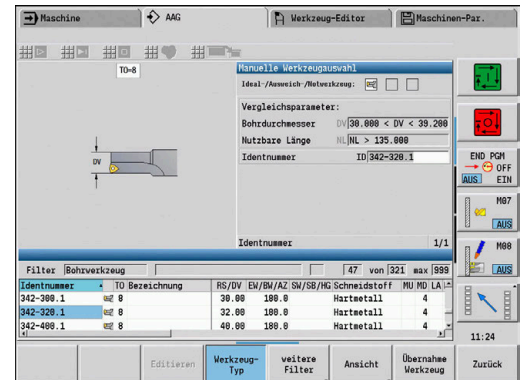 Maschine
AAG
Werkzeug-Editor
Maschinen-Par.
TO=8
Manuelle Werkzeugauswahl
Ideal-/Ausweich-/Notwerkzeug:
Vergleichsparameter:
Bohrdurchmesser DV 30.000 < DV < 39.200
Nutzbare Länge NL NL > 135.000
Identnummer ID 342-320.1
Identnummer 1/1
END PGM
OFF
AUS EIN
M07
AUS
M08
AUS
Filter Bohrwerkzeug 47 von 321 max 999
Identnummer TO Bezeichnung RS/DV EW/BW/AZ SW/SB/HG Schneidstoff MU MD LA
342-300.1 8 30.00 180.0 Hartmetall 4
342-320.1 8 32.00 180.0 Hartmetall 4
342-400.1 8 40.00 180.0 Hartmetall 4
DV
11:24
Editieren
Werkzeug-Typ
weitere Filter
Ansicht
Übernahme Werkzeug
Zurück